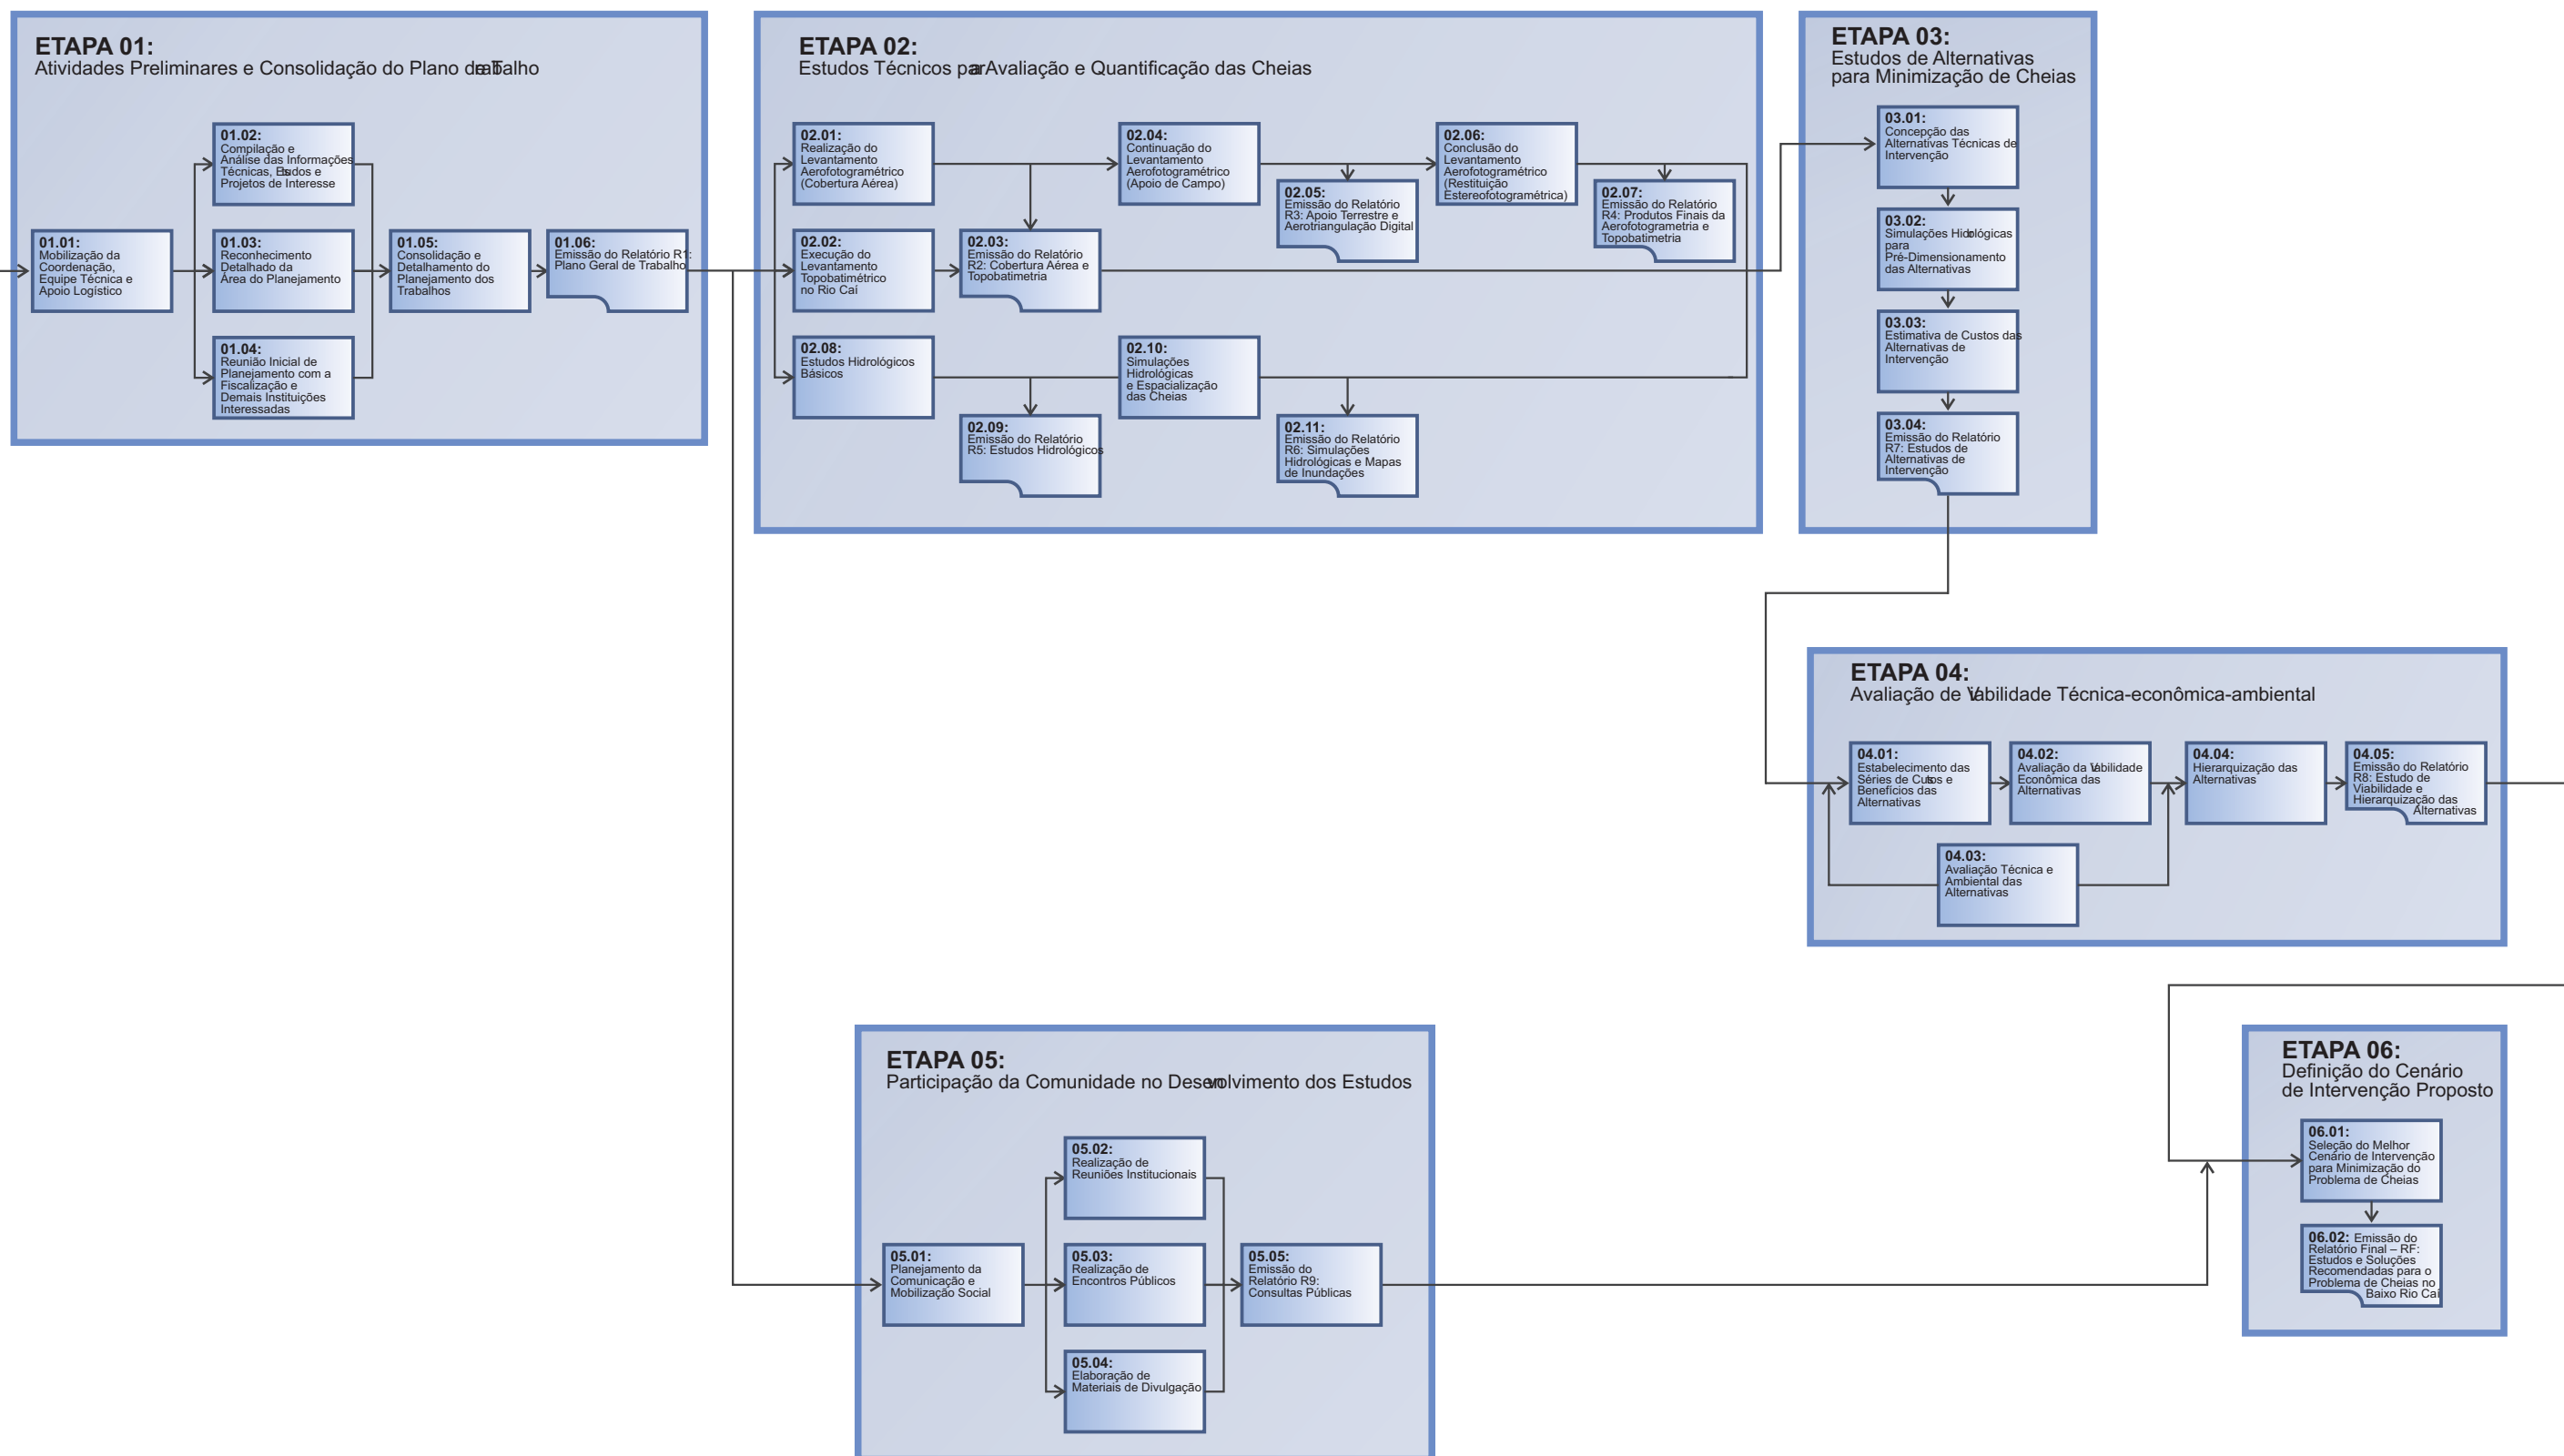 ETAPA 01:
Atividades Preliminares e Consolidação do Plano de Trabalho
01.01:
Mobilização da
Coordenação,
Equipe Técnica e
Apoio Logístico
01.02:
Compilação e
Análise das Informações
Técnicas, Estudos e
Projetos de Interesse
01.03:
Reconhecimento
Detalhado da
Área do Planejamento
01.04:
Reunião Inicial de
Planejamento com a
Fiscalização e
Demais Instituições
Interessadas
01.05:
Consolidação e
Detalhamento do
Planejamento dos
Trabalhos
01.06:
Emissão do Relatório R1:
Plano Geral de Trabalho
ETAPA 02:
Estudos Técnicos para Avaliação e Quantificação das Cheias
02.01:
Realização do
Levantamento
Aerofotogramétrico
(Cobertura Aérea)
02.02:
Execução do
Levantamento
Topobatimétrico
no Rio Caí
02.03:
Emissão do Relatório
R2: Cobertura Aérea e
Topobatimetria
02.04:
Continuação do
Levantamento
Aerofotogramétrico
(Apoio de Campo)
02.05:
Emissão do Relatório
R3: Apoio Terrestre e
Aerotriangulação Digital
02.06:
Conclusão do
Levantamento
Aerofotogramétrico
(Restituição
Estereofotogramétrica)
02.07:
Emissão do Relatório
R4: Produtos Finais da
Aerofotogrametria e
Topobatimetria
02.08:
Estudos Hidrológicos
Básicos
02.09:
Emissão do Relatório
R5: Estudos Hidrológicos
02.10:
Simulações
Hidrológicas
e Espacialização
das Cheias
02.11:
Emissão do Relatório
R6: Simulações
Hidrológicas e Mapas
de Inundações
ETAPA 03:
Estudos de Alternativas
para Minimização de Cheias
03.01:
Concepção das
Alternativas Técnicas de
Intervenção
03.02:
Simulações Hidrológicas
para
Pré-Dimensionamento
das Alternativas
03.03:
Estimativa de Custos das
Alternativas de
Intervenção
03.04:
Emissão do Relatório
R7: Estudos de
Alternativas de
Intervenção
ETAPA 04:
Avaliação de Viabilidade Técnica-econômica-ambiental
04.01:
Estabelecimento das
Séries de Custos e
Benefícios das
Alternativas
04.02:
Avaliação da Viabilidade
Econômica das
Alternativas
04.03:
Avaliação Técnica e
Ambiental das
Alternativas
04.04:
Hierarquização das
Alternativas
04.05:
Emissão do Relatório
R8: Estudo de
Viabilidade e
Hierarquização das
Alternativas
ETAPA 05:
Participação da Comunidade no Desenvolvimento dos Estudos
05.01:
Planejamento da
Comunicação e
Mobilização Social
05.02:
Realização de
Reuniões Institucionais
05.03:
Realização de
Encontros Públicos
05.04:
Elaboração de
Materiais de Divulgação
05.05:
Emissão do
Relatório R9:
Consultas Públicas
ETAPA 06:
Definição do Cenário
de Intervenção Proposto
06.01:
Seleção do Melhor
Cenário de Intervenção
para Minimização do
Problema de Cheias
06.02: Emissão do
Relatório Final – RF:
Estudos e Soluções
Recomendadas para o
Problema de Cheias no
Baixo Rio Caí